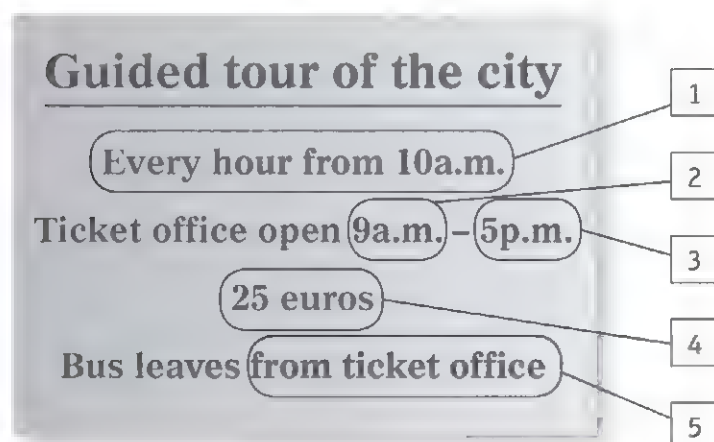 Guided tour of the city
1
Every hour from 10a.m.
2
Ticket office open 9a.m. – 5p.m.
3
25 euros
4
Bus leaves from ticket office
5